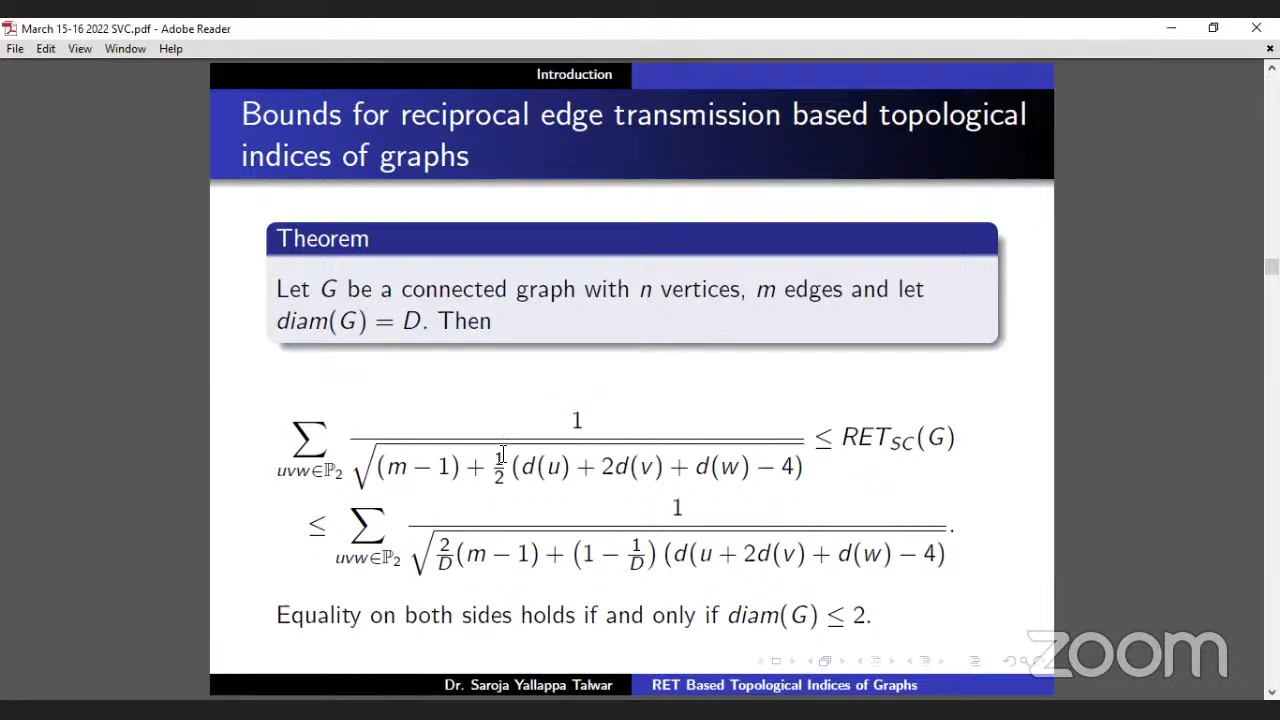 March 15-16 2022 SVC.pdf - Adobe Reader
File Edit View Window Help
Introduction
Bounds for reciprocal edge transmission based topological
indices of graphs
Theorem
Let G be a connected graph with n vertices, m edges and let
diam(G) = D. Then
∑_{uvw∈ℙ₂} 1/√((m − 1) + ½(d(u) + 2d(v) + d(w) − 4)) ≤ RET_{SC}(G)
≤ ∑_{uvw∈ℙ₂} 1/√(2/D(m − 1) + (1 − 1/D)(d(u + 2d(v) + d(w) − 4)).
Equality on both sides holds if and only if diam(G) ≤ 2.
zoom
Dr. Saroja Yallappa Talwar RET Based Topological Indices of Graphs